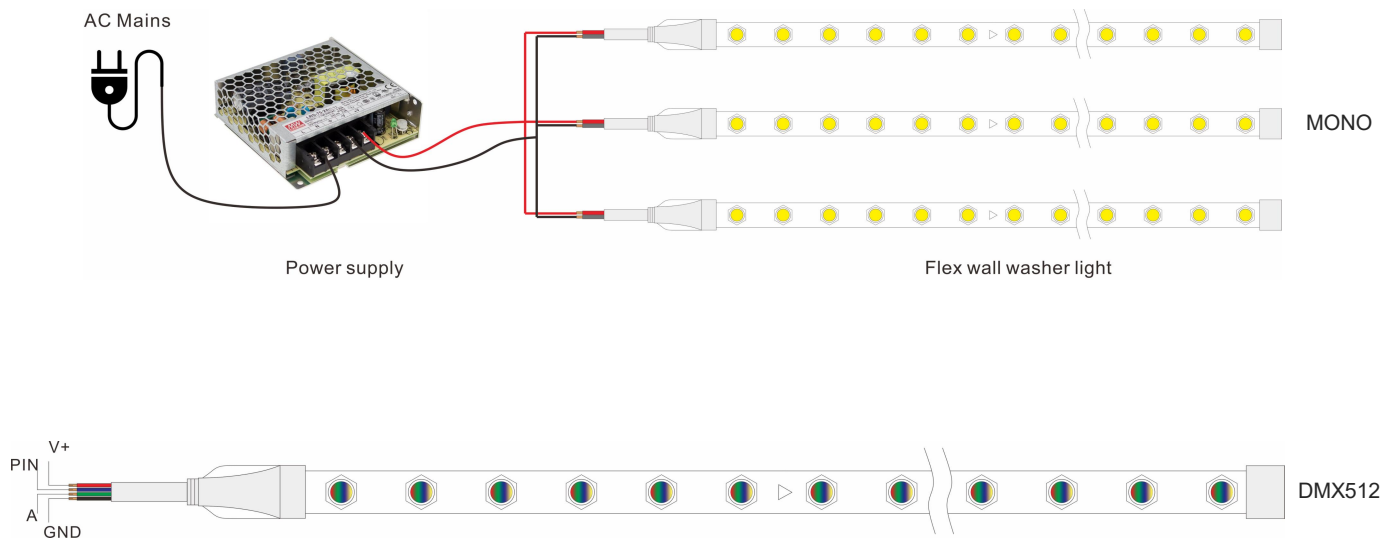 AC Mains
MONO
Power supply
Flex wall washer light
V+
PIN
A
GND
DMX512